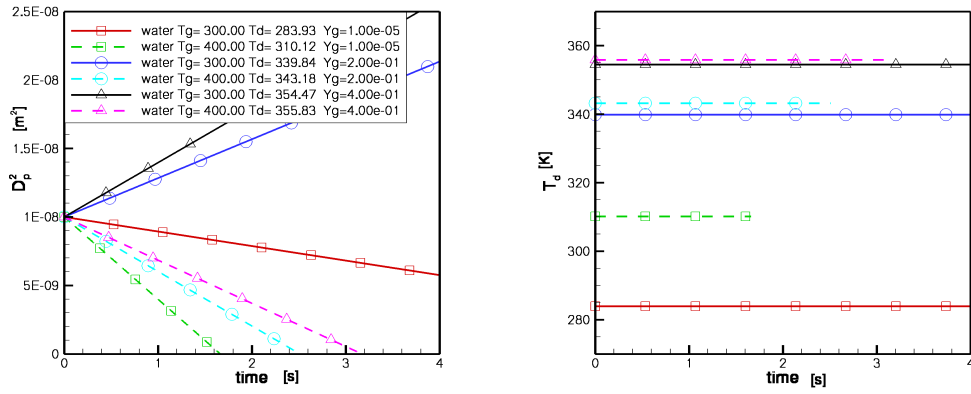 2.5E-08
2E-08
1.5E-08
1E-08
5E-09
0
D²ₚ [m²]
water Tg= 300.00 Td= 283.93 Yg=1.00e-05
water Tg= 400.00 Td= 310.12 Yg=1.00e-05
water Tg= 300.00 Td= 339.84 Yg=2.00e-01
water Tg= 400.00 Td= 343.18 Yg=2.00e-01
water Tg= 300.00 Td= 354.47 Yg=4.00e-01
water Tg= 400.00 Td= 355.83 Yg=4.00e-01
0 1 2 3 4
time [s]
360
340
320
300
280
T_d [K]
0 1 2 3 4
time [s]